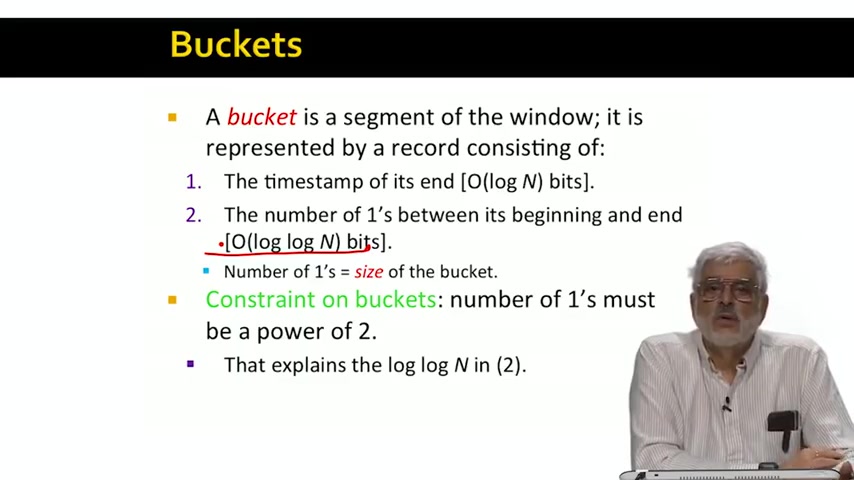 Buckets
▪ A bucket is a segment of the window; it is
represented by a record consisting of:
1. The timestamp of its end [O(log N) bits].
2. The number of 1's between its beginning and end
[O(log log N) bits].
▪ Number of 1's = size of the bucket.
▪ Constraint on buckets: number of 1's must
be a power of 2.
▪ That explains the log log N in (2).